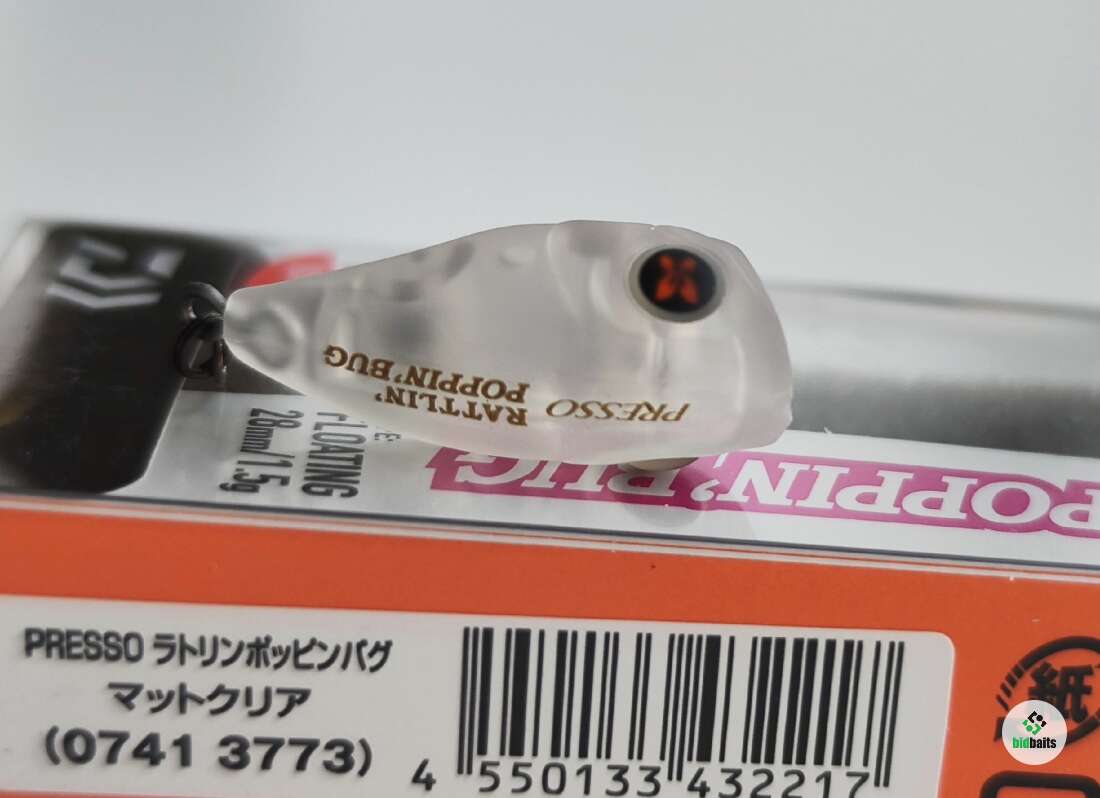 RATTLIN'
POPPIN' BUG
PRESSO
FLOATING
28mm/1.5g
POPPIN' BUG
PRESSO ラトリンポッピンバグ
マットクリア
(0741 3773)
4 550133 432217
紙
bidbaits